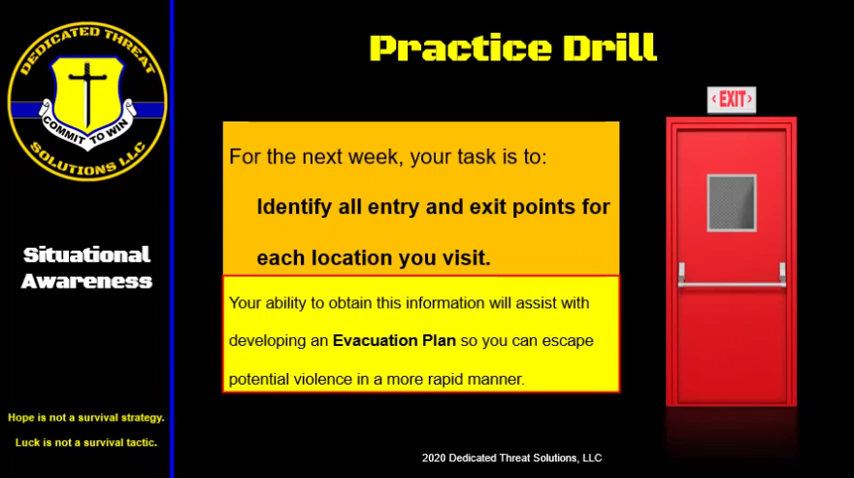 DEDICATED THREAT
COMMIT TO WIN
SOLUTIONS LLC
Situational
Awareness
Hope is not a survival strategy.
Luck is not a survival tactic.
Practice Drill
For the next week, your task is to:
Identify all entry and exit points for
each location you visit.
Your ability to obtain this information will assist with
developing an Evacuation Plan so you can escape
potential violence in a more rapid manner.
‹EXIT›
2020 Dedicated Threat Solutions, LLC